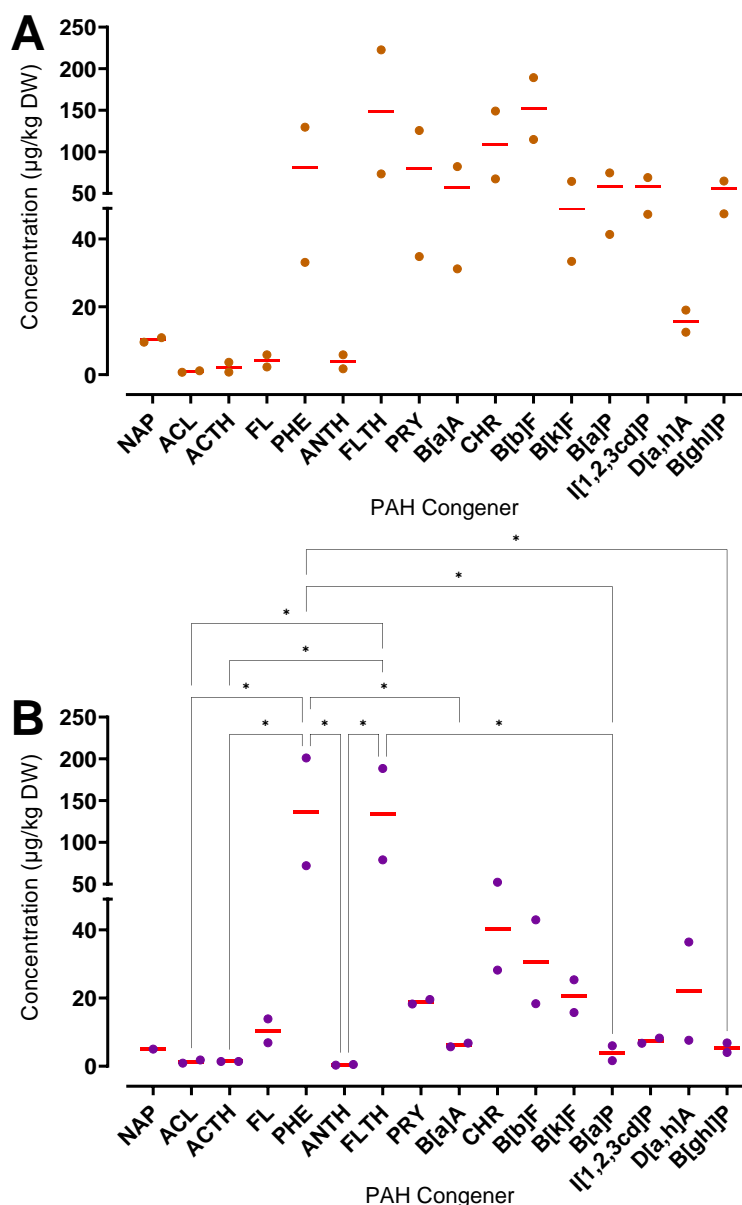 A
Concentration (µg/kg DW)
250
200
150
100
50
40
20
0
NAP
ACL
ACTH
FL
PHE
ANTH
FLTH
PRY
B[a]A
CHR
B[b]F
B[k]F
B[a]P
I[1,2,3cd]P
D[a,h]A
B[ghI]P
PAH Congener
*
*
*
*
*
*
*
*
*
*
B
Concentration (µg/kg DW)
250
200
150
100
50
40
20
0
NAP
ACL
ACTH
FL
PHE
ANTH
FLTH
PRY
B[a]A
CHR
B[b]F
B[k]F
B[a]P
I[1,2,3cd]P
D[a,h]A
B[ghI]P
PAH Congener